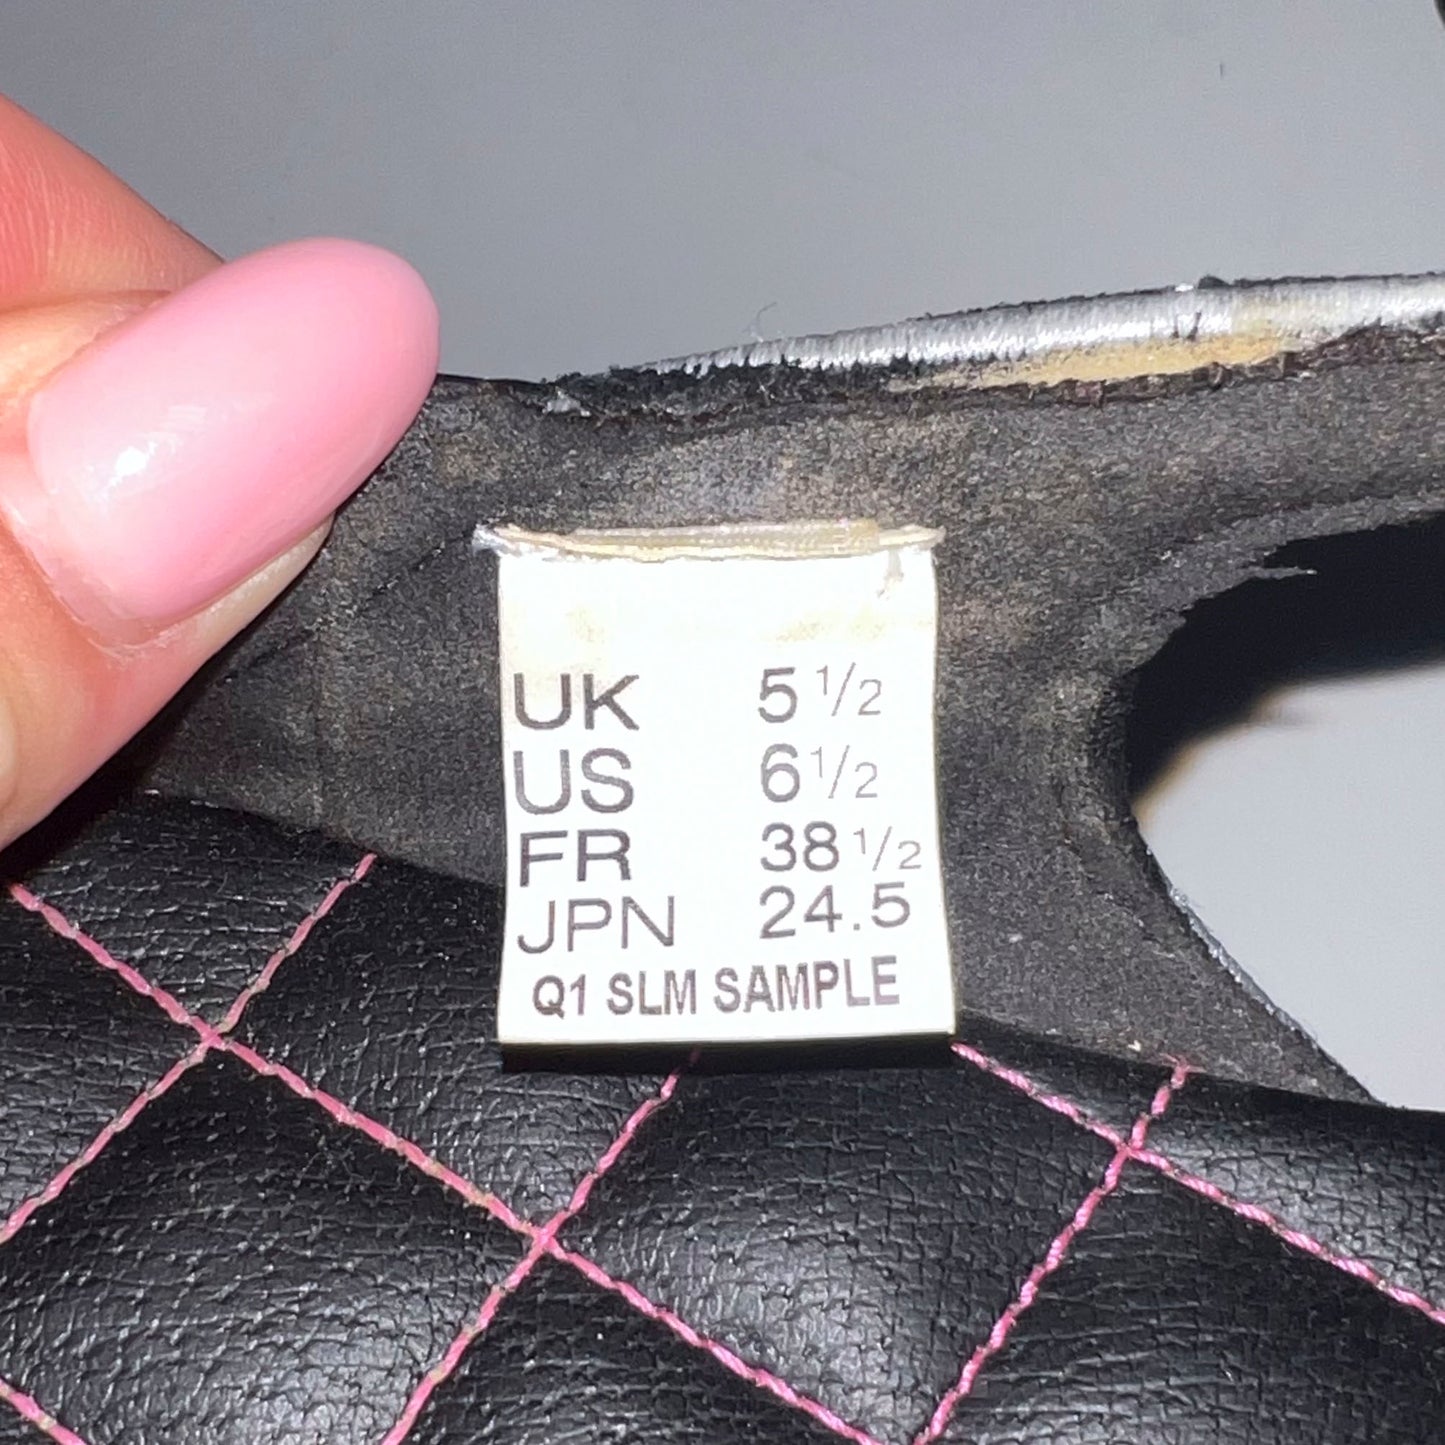 UK 5 1/2
US 6 1/2
FR 38 1/2
JPN 24.5
Q1 SLM SAMPLE